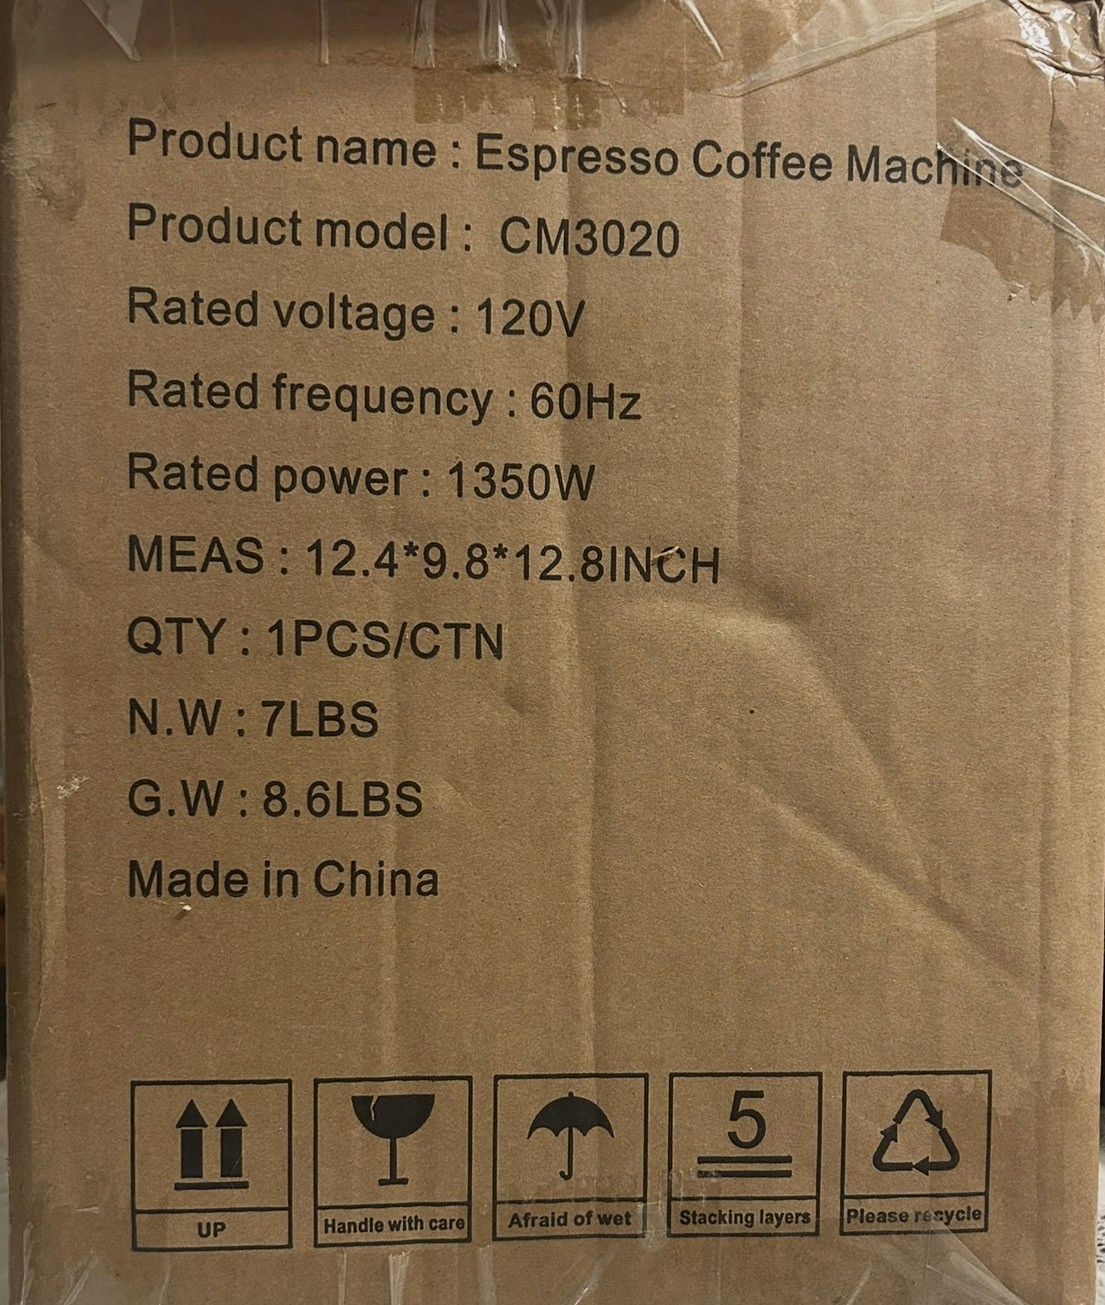 Product name : Espresso Coffee Machine
Product model : CM3020
Rated voltage : 120V
Rated frequency : 60Hz
Rated power : 1350W
MEAS : 12.4*9.8*12.8INCH
QTY : 1PCS/CTN
N.W : 7LBS
G.W : 8.6LBS
Made in China
5
UP
Handle with care
Afraid of wet
Stacking layers
Please recycle